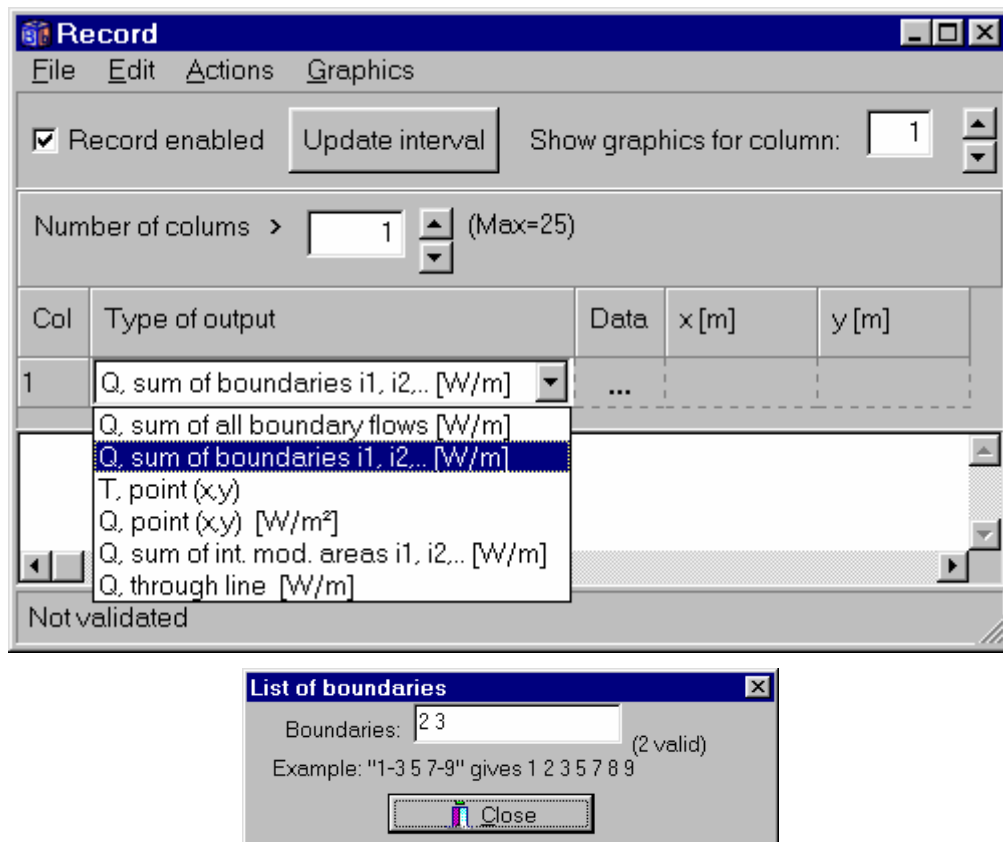 Record
File Edit Actions Graphics
Record enabled Update interval Show graphics for column: 1
Number of colums > 1 (Max=25)
Col Type of output Data x [m] y [m]
1 Q, sum of boundaries i1, i2,.. [W/m] ...
Q, sum of all boundary flows [W/m]
Q, sum of boundaries i1, i2,.. [W/m]
T, point (x,y)
Q, point (x,y) [W/m²]
Q, sum of int. mod. areas i1, i2,.. [W/m]
Q, through line [W/m]
Not validated
List of boundaries
Boundaries: 2 3 (2 valid)
Example: "1-3 5 7-9" gives 1 2 3 5 7 8 9
Close